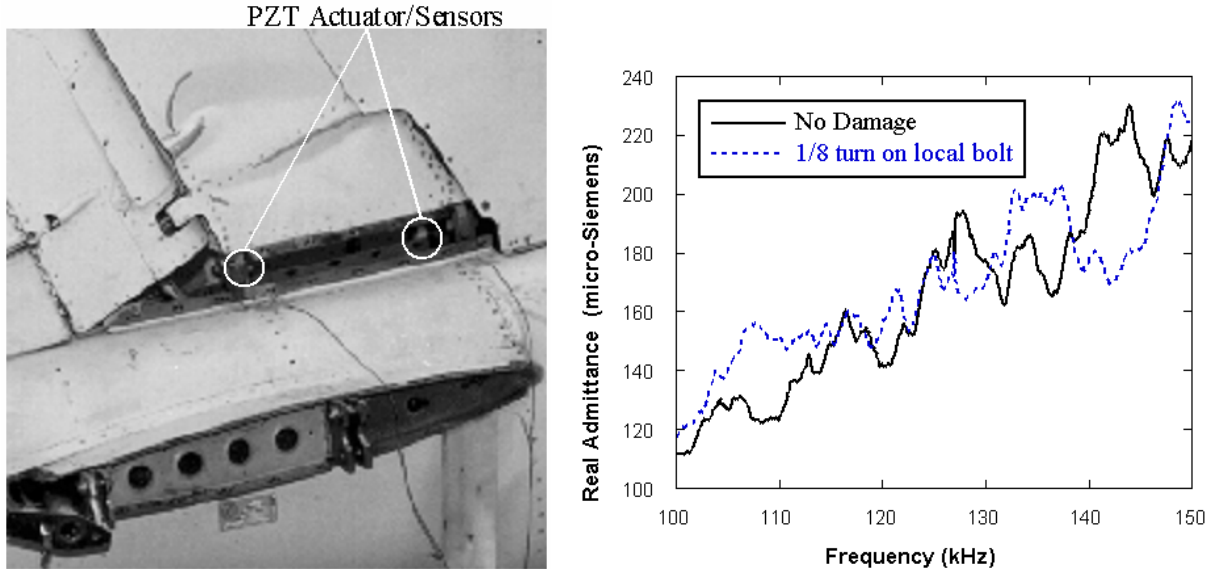 PZT Actuator/Sensors
No Damage
1/8 turn on local bolt
Real Admittance (micro-Siemens)
240
220
200
180
160
140
120
100
100
110
120
130
140
150
Frequency (kHz)